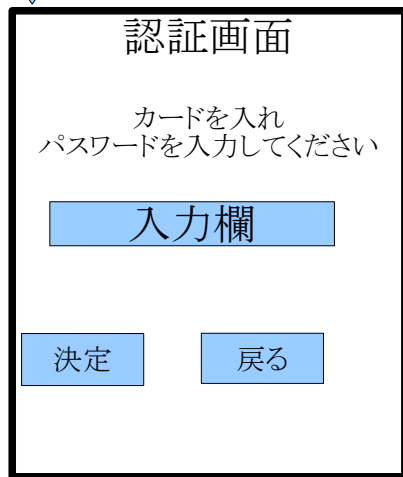 認証画面
カードを入れ
パスワードを入力してください
入力欄
決定
戻る